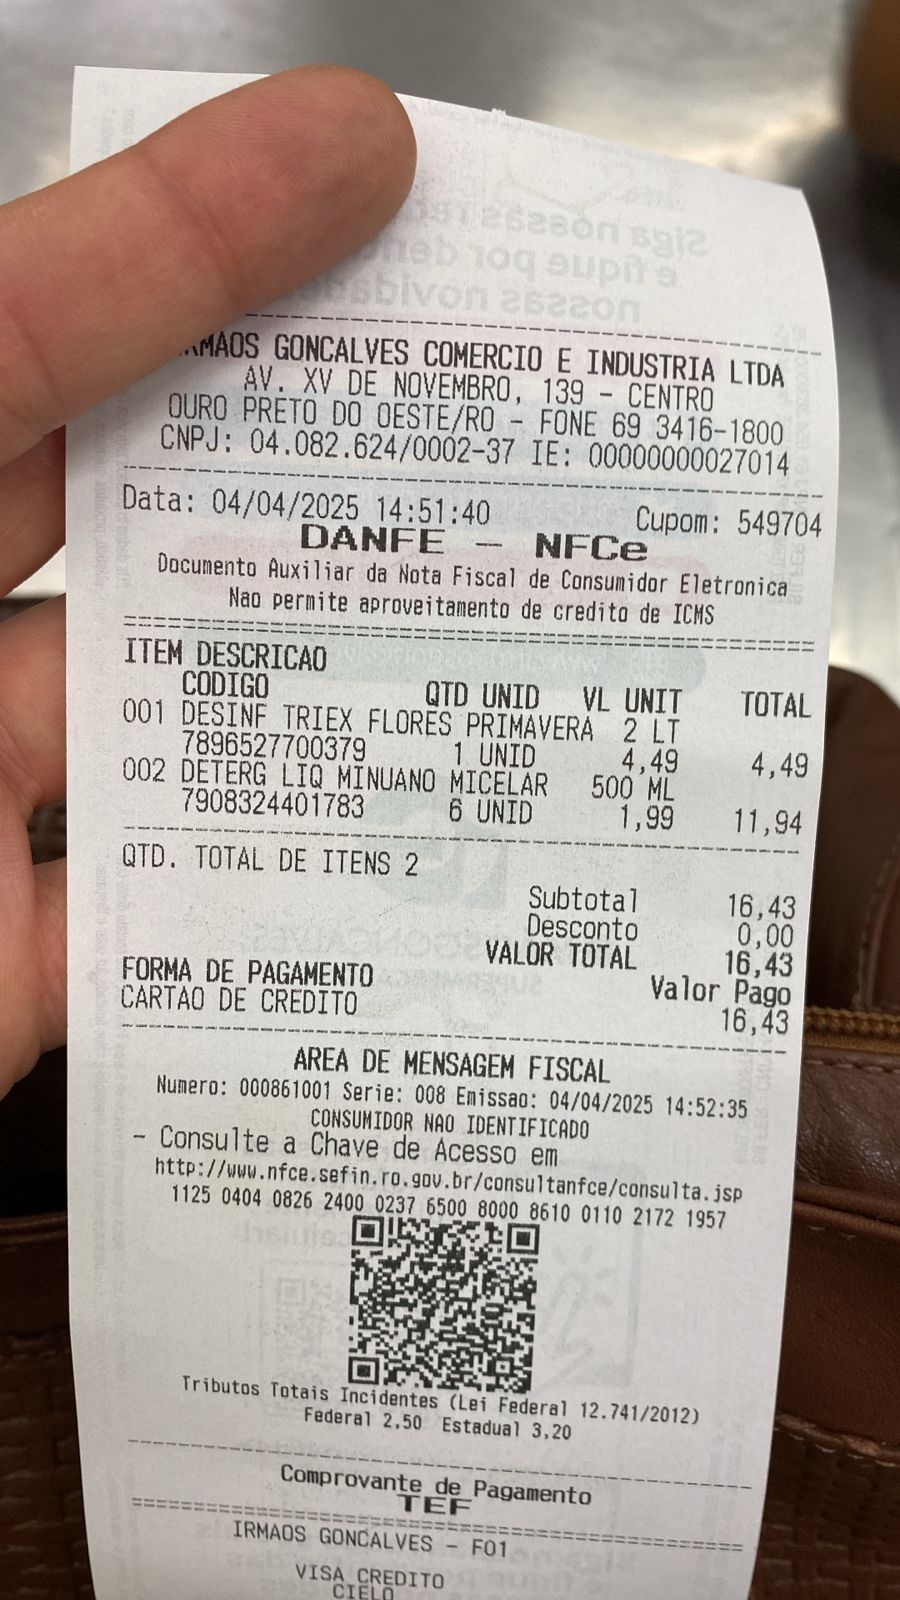 Siga nossas
e fique por
nossas
IRMAOS GONCALVES COMERCIO E INDUSTRIA LTDA
AV. XV DE NOVEMBRO, 139 - CENTRO
OURO PRETO DO OESTE/RO - FONE 69 3416-1800
CNPJ: 04.082.624/0002-37 IE: 00000000027014
Data: 04/04/2025 14:51:40 Cupom: 549704
DANFE - NFCe
Documento Auxiliar da Nota Fiscal de Consumidor Eletronica
Nao permite aproveitamento de credito de ICMS
ITEM DESCRICAO
CODIGO QTD UNID VL UNIT TOTAL
001 DESINF TRIEX FLORES PRIMAVERA 2 LT
7896527700379 1 UNID 4,49 4,49
002 DETERG LIQ MINUANO MICELAR 500 ML
7908324401783 6 UNID 1,99 11,94
QTD. TOTAL DE ITENS 2
Subtotal 16,43
Desconto 0,00
VALOR TOTAL 16,43
FORMA DE PAGAMENTO Valor Pago
CARTAO DE CREDITO 16,43
AREA DE MENSAGEM FISCAL
Numero: 000861001 Serie: 008 Emissao: 04/04/2025 14:52:35
CONSUMIDOR NAO IDENTIFICADO
- Consulte a Chave de Acesso em
http://www.nfce.sefin.ro.gov.br/consultanfce/consulta.jsp
1125 0404 0826 2400 0237 6500 8000 8610 0110 2172 1957
Tributos Totais Incidentes (Lei Federal 12.741/2012)
Federal 2.50 Estadual 3,20
Comprovante de Pagamento
TEF
IRMAOS GONCALVES - F01
VISA CREDITO
CIELO